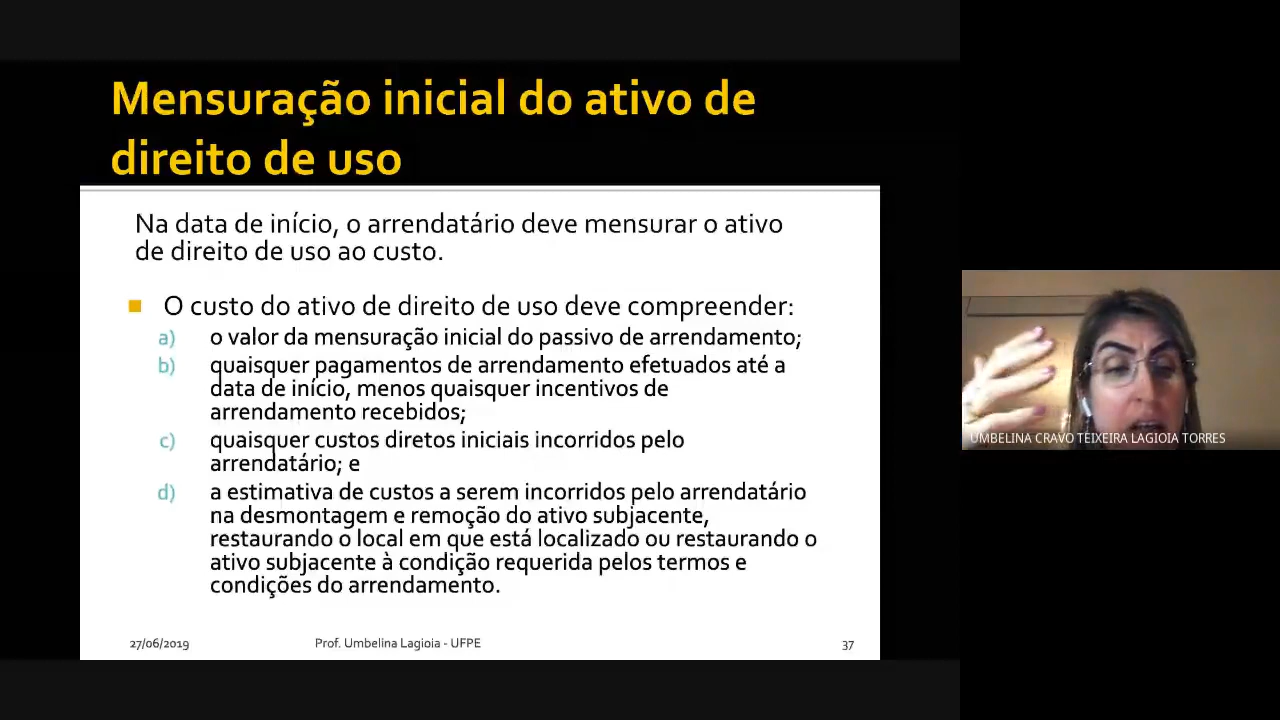 Mensuração inicial do ativo de
direito de uso
Na data de início, o arrendatário deve mensurar o ativo
de direito de uso ao custo.
O custo do ativo de direito de uso deve compreender:
a) o valor da mensuração inicial do passivo de arrendamento;
b) quaisquer pagamentos de arrendamento efetuados até a
data de início, menos quaisquer incentivos de
arrendamento recebidos;
c) quaisquer custos diretos iniciais incorridos pelo
arrendatário; e
d) a estimativa de custos a serem incorridos pelo arrendatário
na desmontagem e remoção do ativo subjacente,
restaurando o local em que está localizado ou restaurando o
ativo subjacente à condição requerida pelos termos e
condições do arrendamento.
27/06/2019 Prof. Umbelina Lagioia - UFPE 37
UMBELINA CRAVO TEIXEIRA LAGIOIA TORRES